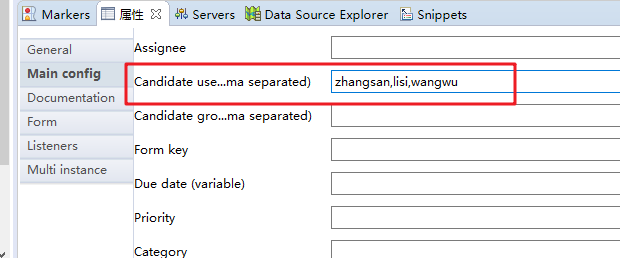 Markers 属性 Servers Data Source Explorer Snippets
General
Main config
Documentation
Form
Listeners
Multi instance
Assignee
Candidate use...ma separated) zhangsan,lisi,wangwu
Candidate gro...ma separated)
Form key
Due date (variable)
Priority
Category